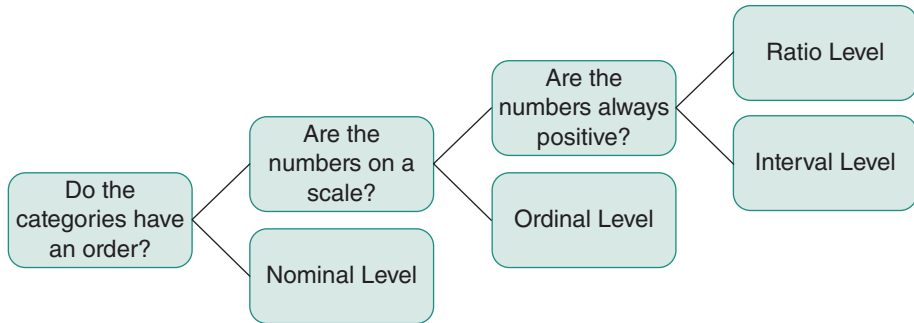 Do the
categories have
an order?
Are the
numbers on a
scale?
Nominal Level
Are the
numbers always
positive?
Ordinal Level
Ratio Level
Interval Level